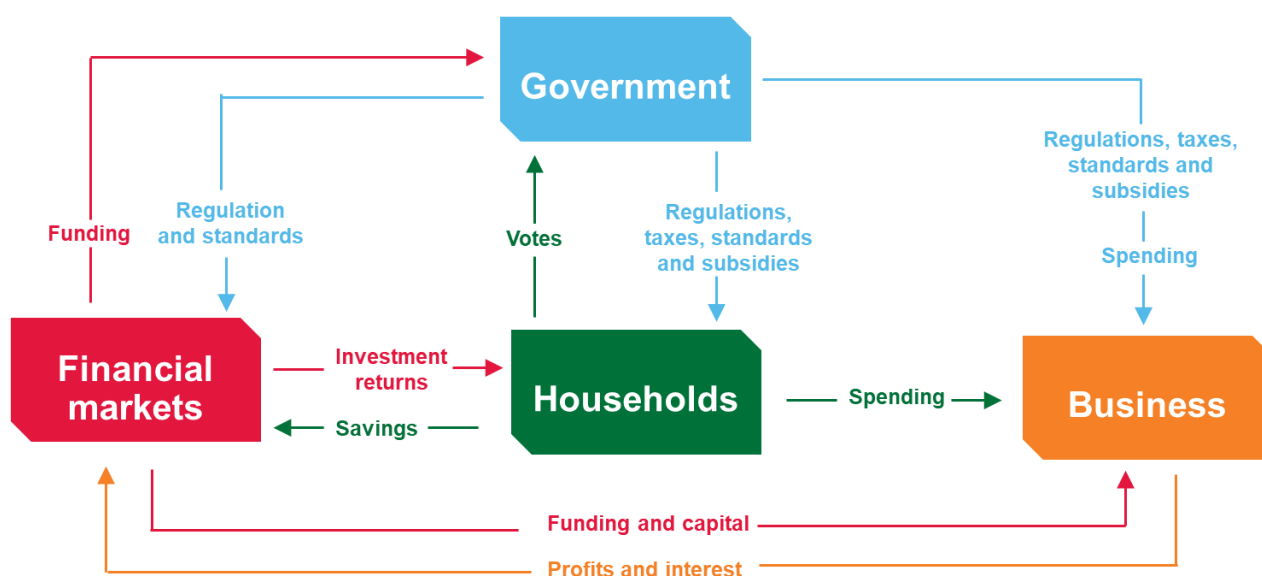 Government
Regulations, taxes,
standards and
subsidies
Spending
Funding
Regulation
and standards
Votes
Regulations,
taxes, standards
and subsidies
Financial
markets
Investment
returns
Savings
Households
Spending
Business
Funding and capital
Profits and interest